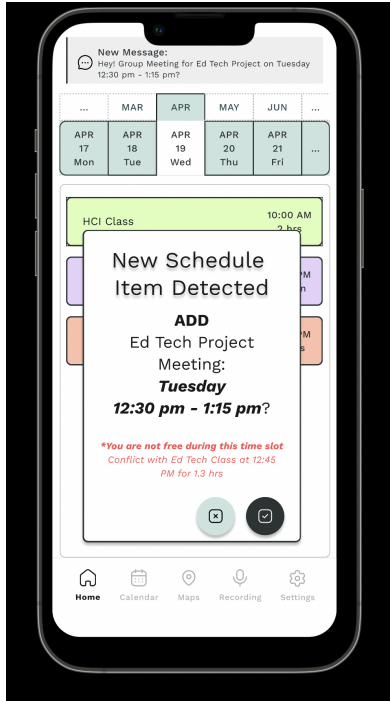 New Message:
Hey! Group Meeting for Ed Tech Project on Tuesday
12:30 pm - 1:15 pm?
... MAR APR MAY JUN ...
APR APR APR APR APR
17 18 19 20 21 ...
Mon Tue Wed Thu Fri
HCI Class 10:00 AM
2 hrs
New Schedule
Item Detected
ADD
Ed Tech Project
Meeting:
Tuesday
12:30 pm - 1:15 pm?
*You are not free during this time slot
Conflict with Ed Tech Class at 12:45
PM for 1.3 hrs
Home Calendar Maps Recording Settings